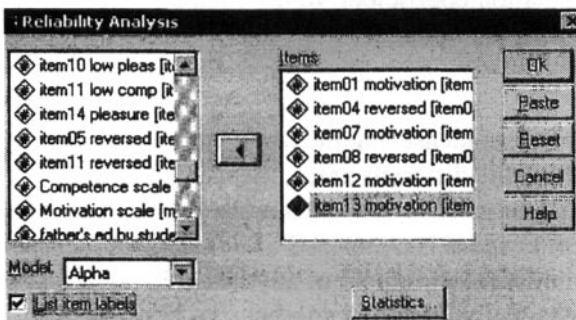 Reliability Analysis
item10 low pleas [it
item11 low comp [it
item14 pleasure [ite
item05 reversed [ite
item11 reversed [ite
Competence scale
Motivation scale [m
father's ed by stude
Items:
item01 motivation [item
item04 reversed [item0
item07 motivation [item
item08 reversed [item0
item12 motivation [item
item13 motivation [item
OK
Paste
Reset
Cancel
Help
Model: Alpha
List item labels
Statistics...